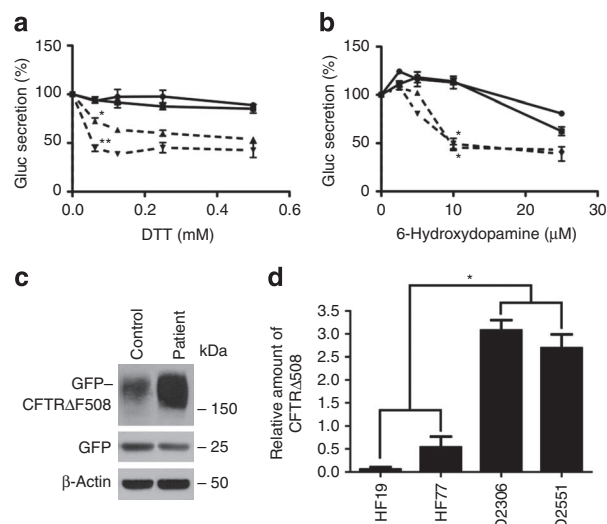 a
150
100
50
0
Gluc secretion (%)
*
**
0.0
0.2
0.4
0.6
DTT (mM)
b
150
100
50
0
Gluc secretion (%)
*
*
0
10
20
30
6-Hydroxydopamine (μM)
c
Control
Patient
kDa
GFP–
CFTRΔF508
– 150
GFP
– 25
β-Actin
– 50
d
*
3.5
3.0
2.5
2.0
1.5
1.0
0.5
0.0
Relative amount of
CFTRΔ508
HF19
HF77